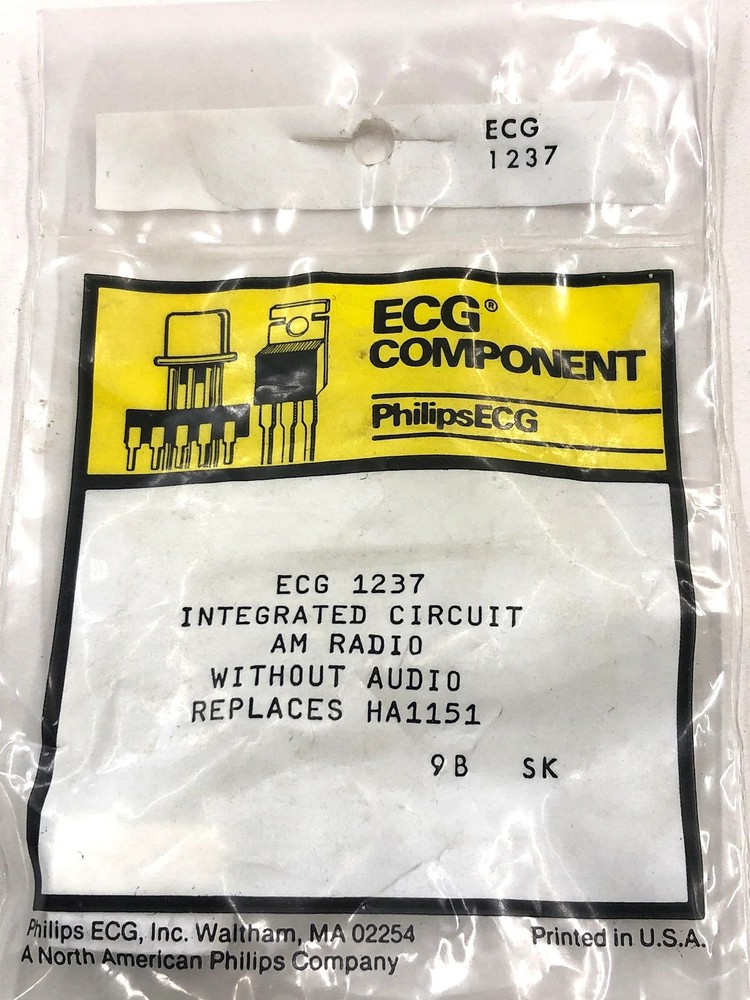 ECG
1237
ECG®
COMPONENT
PhilipsECG
ECG 1237
INTEGRATED CIRCUIT
AM RADIO
WITHOUT AUDIO
REPLACES HA1151
9B SK
Philips ECG, Inc. Waltham, MA 02254
A North American Philips Company
Printed in U.S.A.